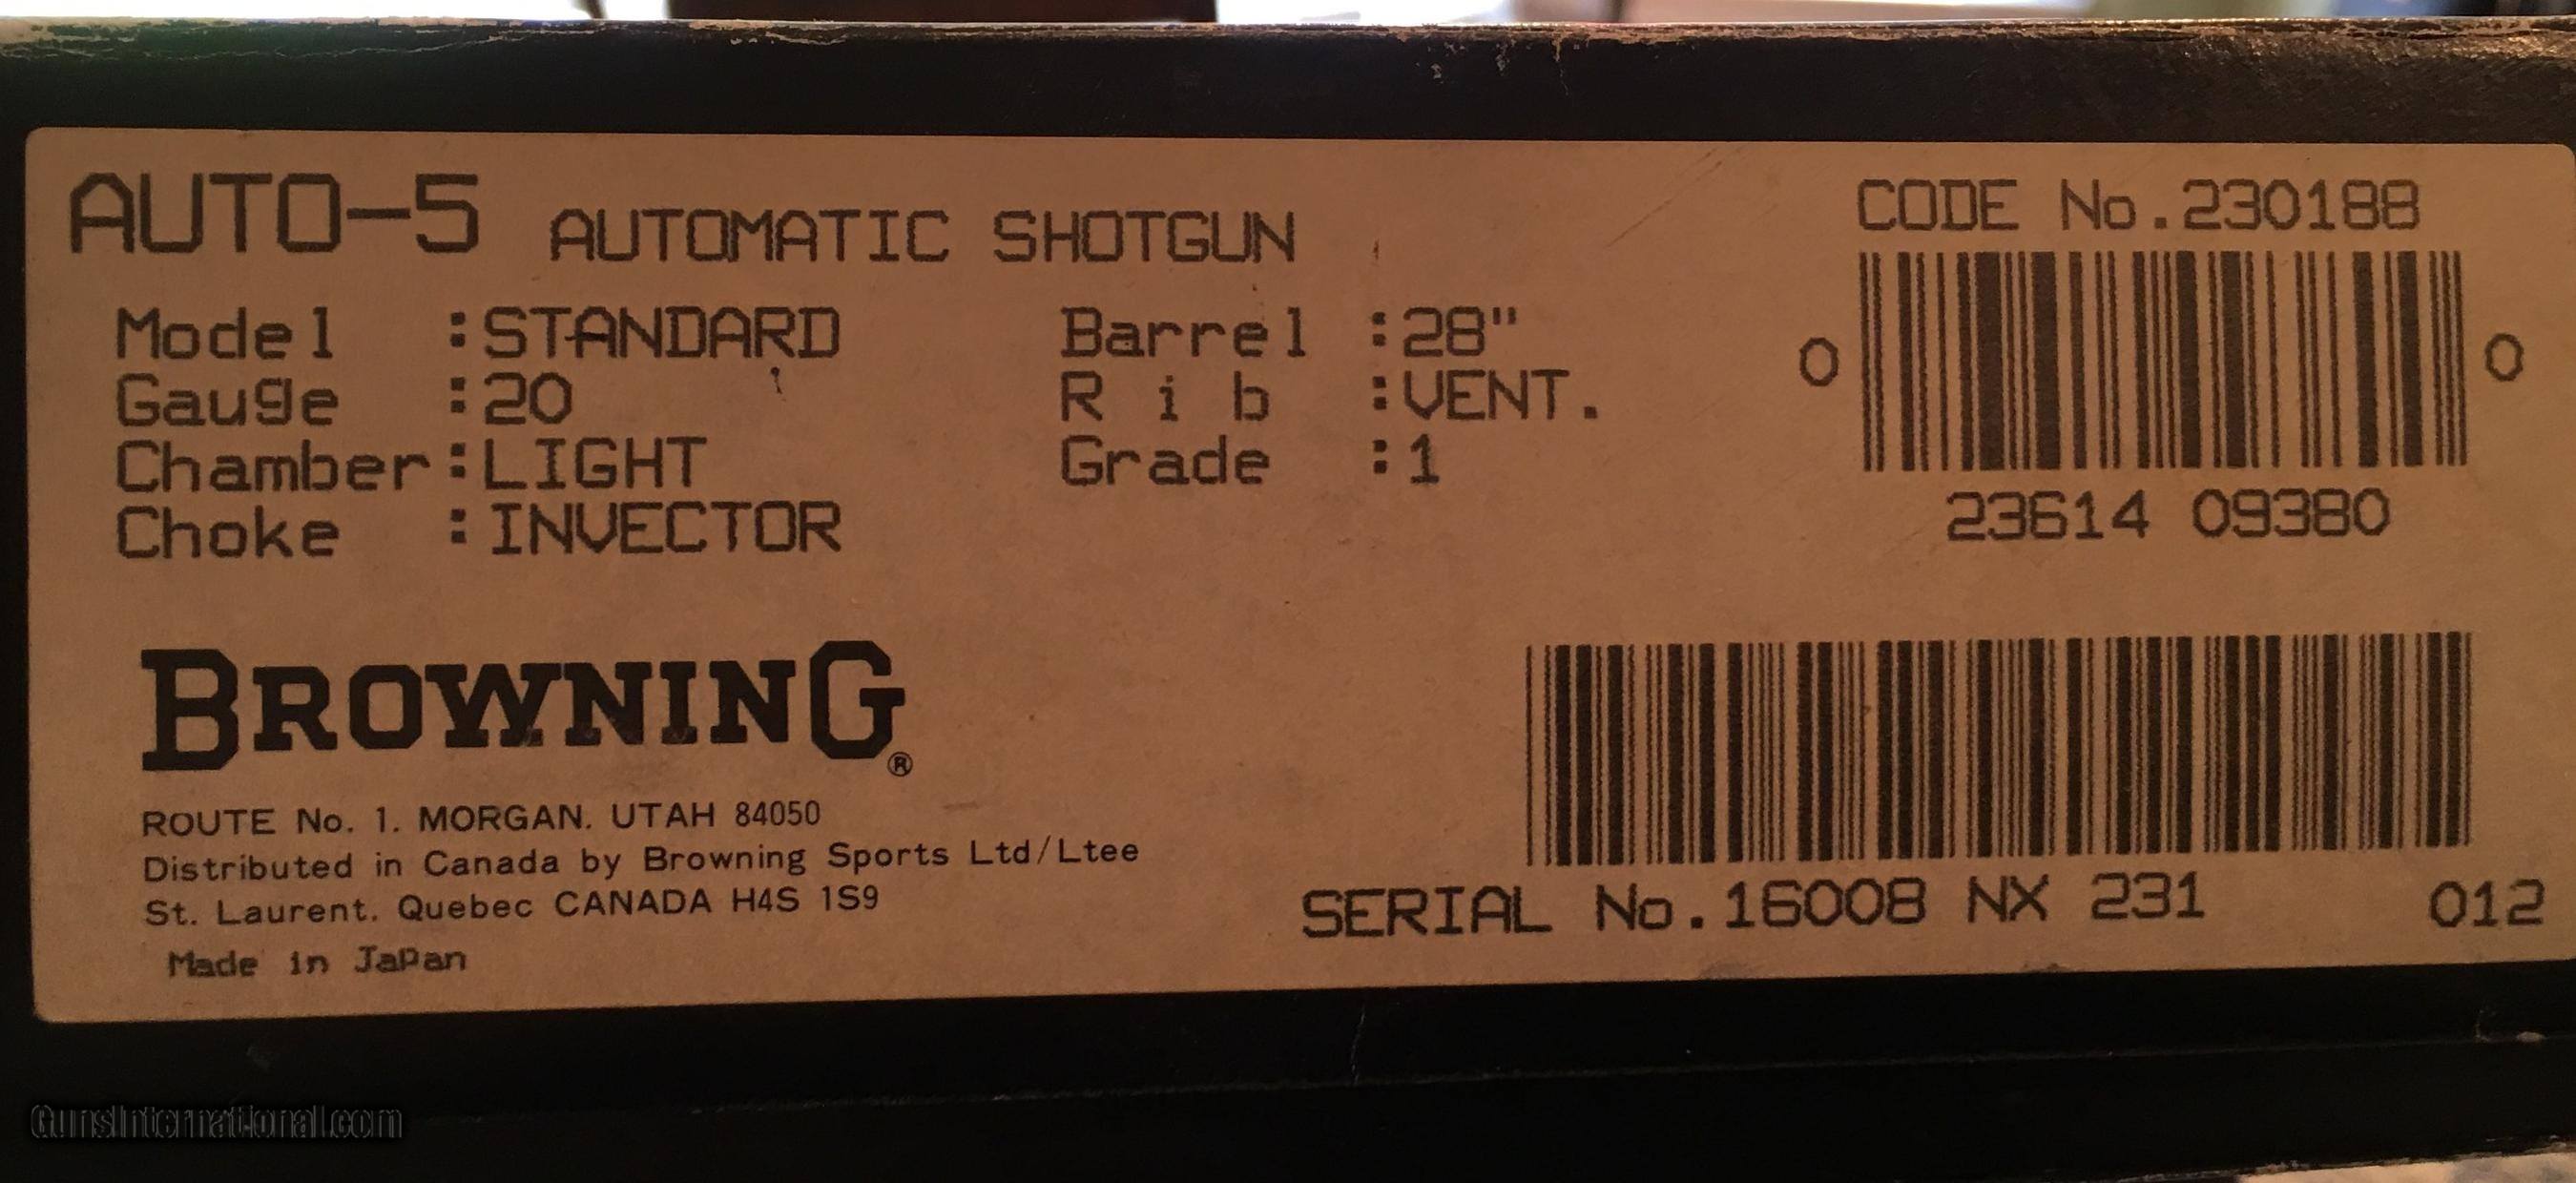 AUTO-5 AUTOMATIC SHOTGUN
CODE No.230188
Model :STANDARD Barrel :28"
Gauge :20 Rib :VENT.
Chamber:LIGHT Grade :1
Choke :INVECTOR
0 0
23614 09380
BROWNING®
ROUTE No. 1. MORGAN. UTAH 84050
Distributed in Canada by Browning Sports Ltd/Ltee
St. Laurent. Quebec CANADA H4S 1S9
Made in Japan
SERIAL No.16008 NX 231 012
GunsInternational.com